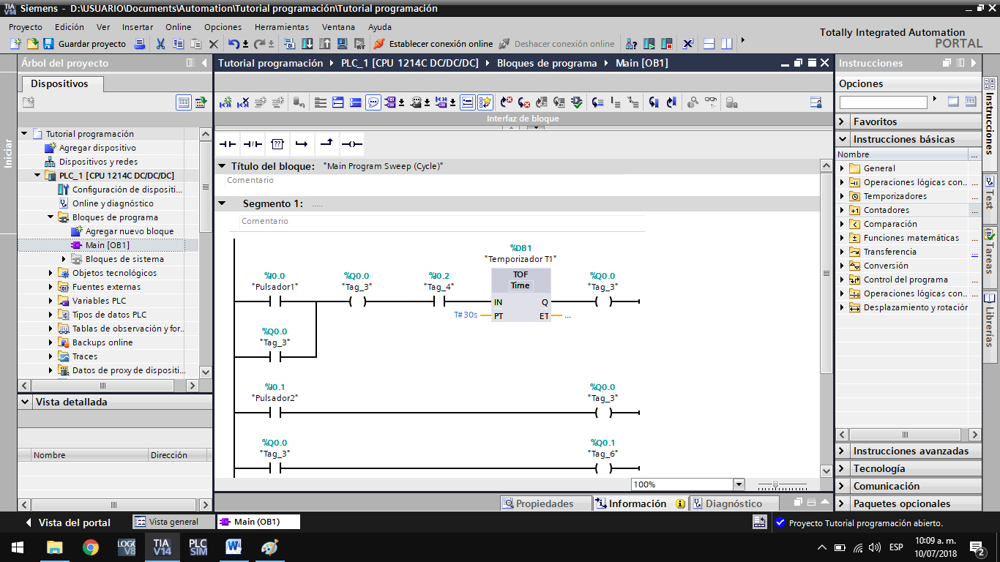 Siemens - D:\USUARIO\Documents\Automation\Tutorial programación\Tutorial programación
Proyecto Edición Ver Insertar Online Opciones Herramientas Ventana Ayuda
Guardar proyecto Establecer conexión online Deshacer conexión online
Totally Integrated Automation
PORTAL
Árbol del proyecto
Tutorial programación PLC_1 [CPU 1214C DC/DC/DC] Bloques de programa Main [OB1]
Instrucciones
Dispositivos
Iniciar
Tutorial programación
Agregar dispositivo
Dispositivos y redes
PLC_1 [CPU 1214C DC/DC/DC]
Configuración de dispositi...
Online y diagnóstico
Bloques de programa
Agregar nuevo bloque
Main [OB1]
Bloques de sistema
Objetos tecnológicos
Fuentes externas
Variables PLC
Tipos de datos PLC
Tablas de observación y for...
Backups online
Traces
Datos de proxy de dispositi...
Vista detallada
Nombre Dirección
Interfaz de bloque
??
Título del bloque: "Main Program Sweep (Cycle)"
Comentario
Segmento 1: .....
Comentario
%DB1
"Temporizador T1"
%I0.0 %Q0.0 %I0.2 TOF %Q0.0
"Pulsador1" "Tag_3" "Tag_4" Time "Tag_3"
IN Q
T#30s PT ET ...
%Q0.0
"Tag_3"
%I0.1 %Q0.0
"Pulsador2" "Tag_3"
%Q0.0 %Q0.1
"Tag_3" "Tag_6"
100%
Propiedades Información Diagnóstico
Opciones
Favoritos
Instrucciones básicas
Nombre ...
General
Operaciones lógicas con... ...
Temporizadores ...
Contadores ...
Comparación ...
Funciones matemáticas ...
Transferencia ...
Conversión ...
Control del programa ...
Operaciones lógicas con... ...
Desplazamiento y rotación ...
Instrucciones avanzadas
Tecnología
Comunicación
Paquetes opcionales
Instrucciones
Test
Tareas
Librerías
Vista del portal Vista general Main (OB1) Proyecto Tutorial programación abierto.
LOGO V8 TIA V14 PLC SIM ESP
10:09 a. m.
10/07/2018
2